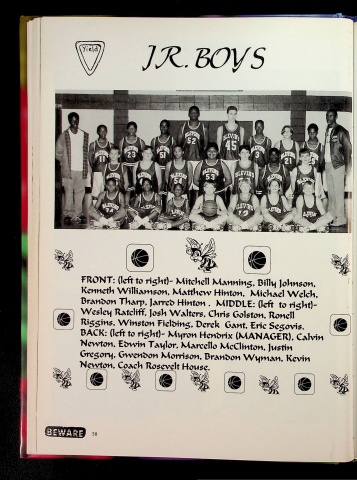 Yield
JR. BOYS
FRONT: (left to right)- Mitchell Manning, Billy Johnson,
Kenneth Williamson, Matthew Hinton, Michael Welch,
Brandon Tharp, Jarred Hinton . MIDDLE: (left to right)-
Wesley Ratcliff, Josh Walters, Chris Golston, Ronell
Riggins, Winston Fielding, Derek Gant, Eric Segovis.
BACK: (left to right)- Myron Hendrix (MANAGER), Calvin
Newton, Edwin Taylor, Marcello McClinton, Justin
Gregory, Gwendon Morrison, Brandon Wyman, Kevin
Newton, Coach Rosevelt House.
BEWARE 58